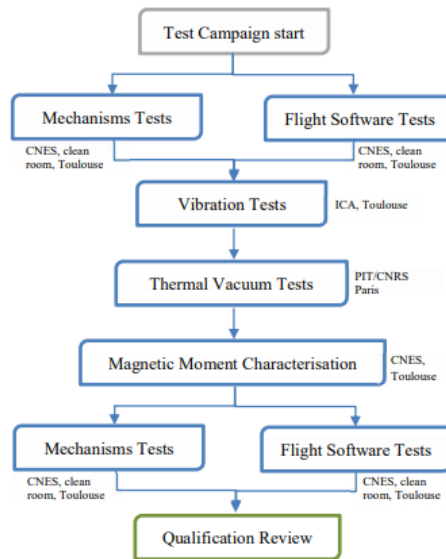 Test Campaign start
Mechanisms Tests
Flight Software Tests
CNES, clean
room, Toulouse
CNES, clean
room, Toulouse
Vibration Tests
ICA, Toulouse
Thermal Vacuum Tests
PIT/CNRS
Paris
Magnetic Moment Characterisation
CNES,
Toulouse
Mechanisms Tests
Flight Software Tests
CNES, clean
room, Toulouse
CNES, clean
room, Toulouse
Qualification Review